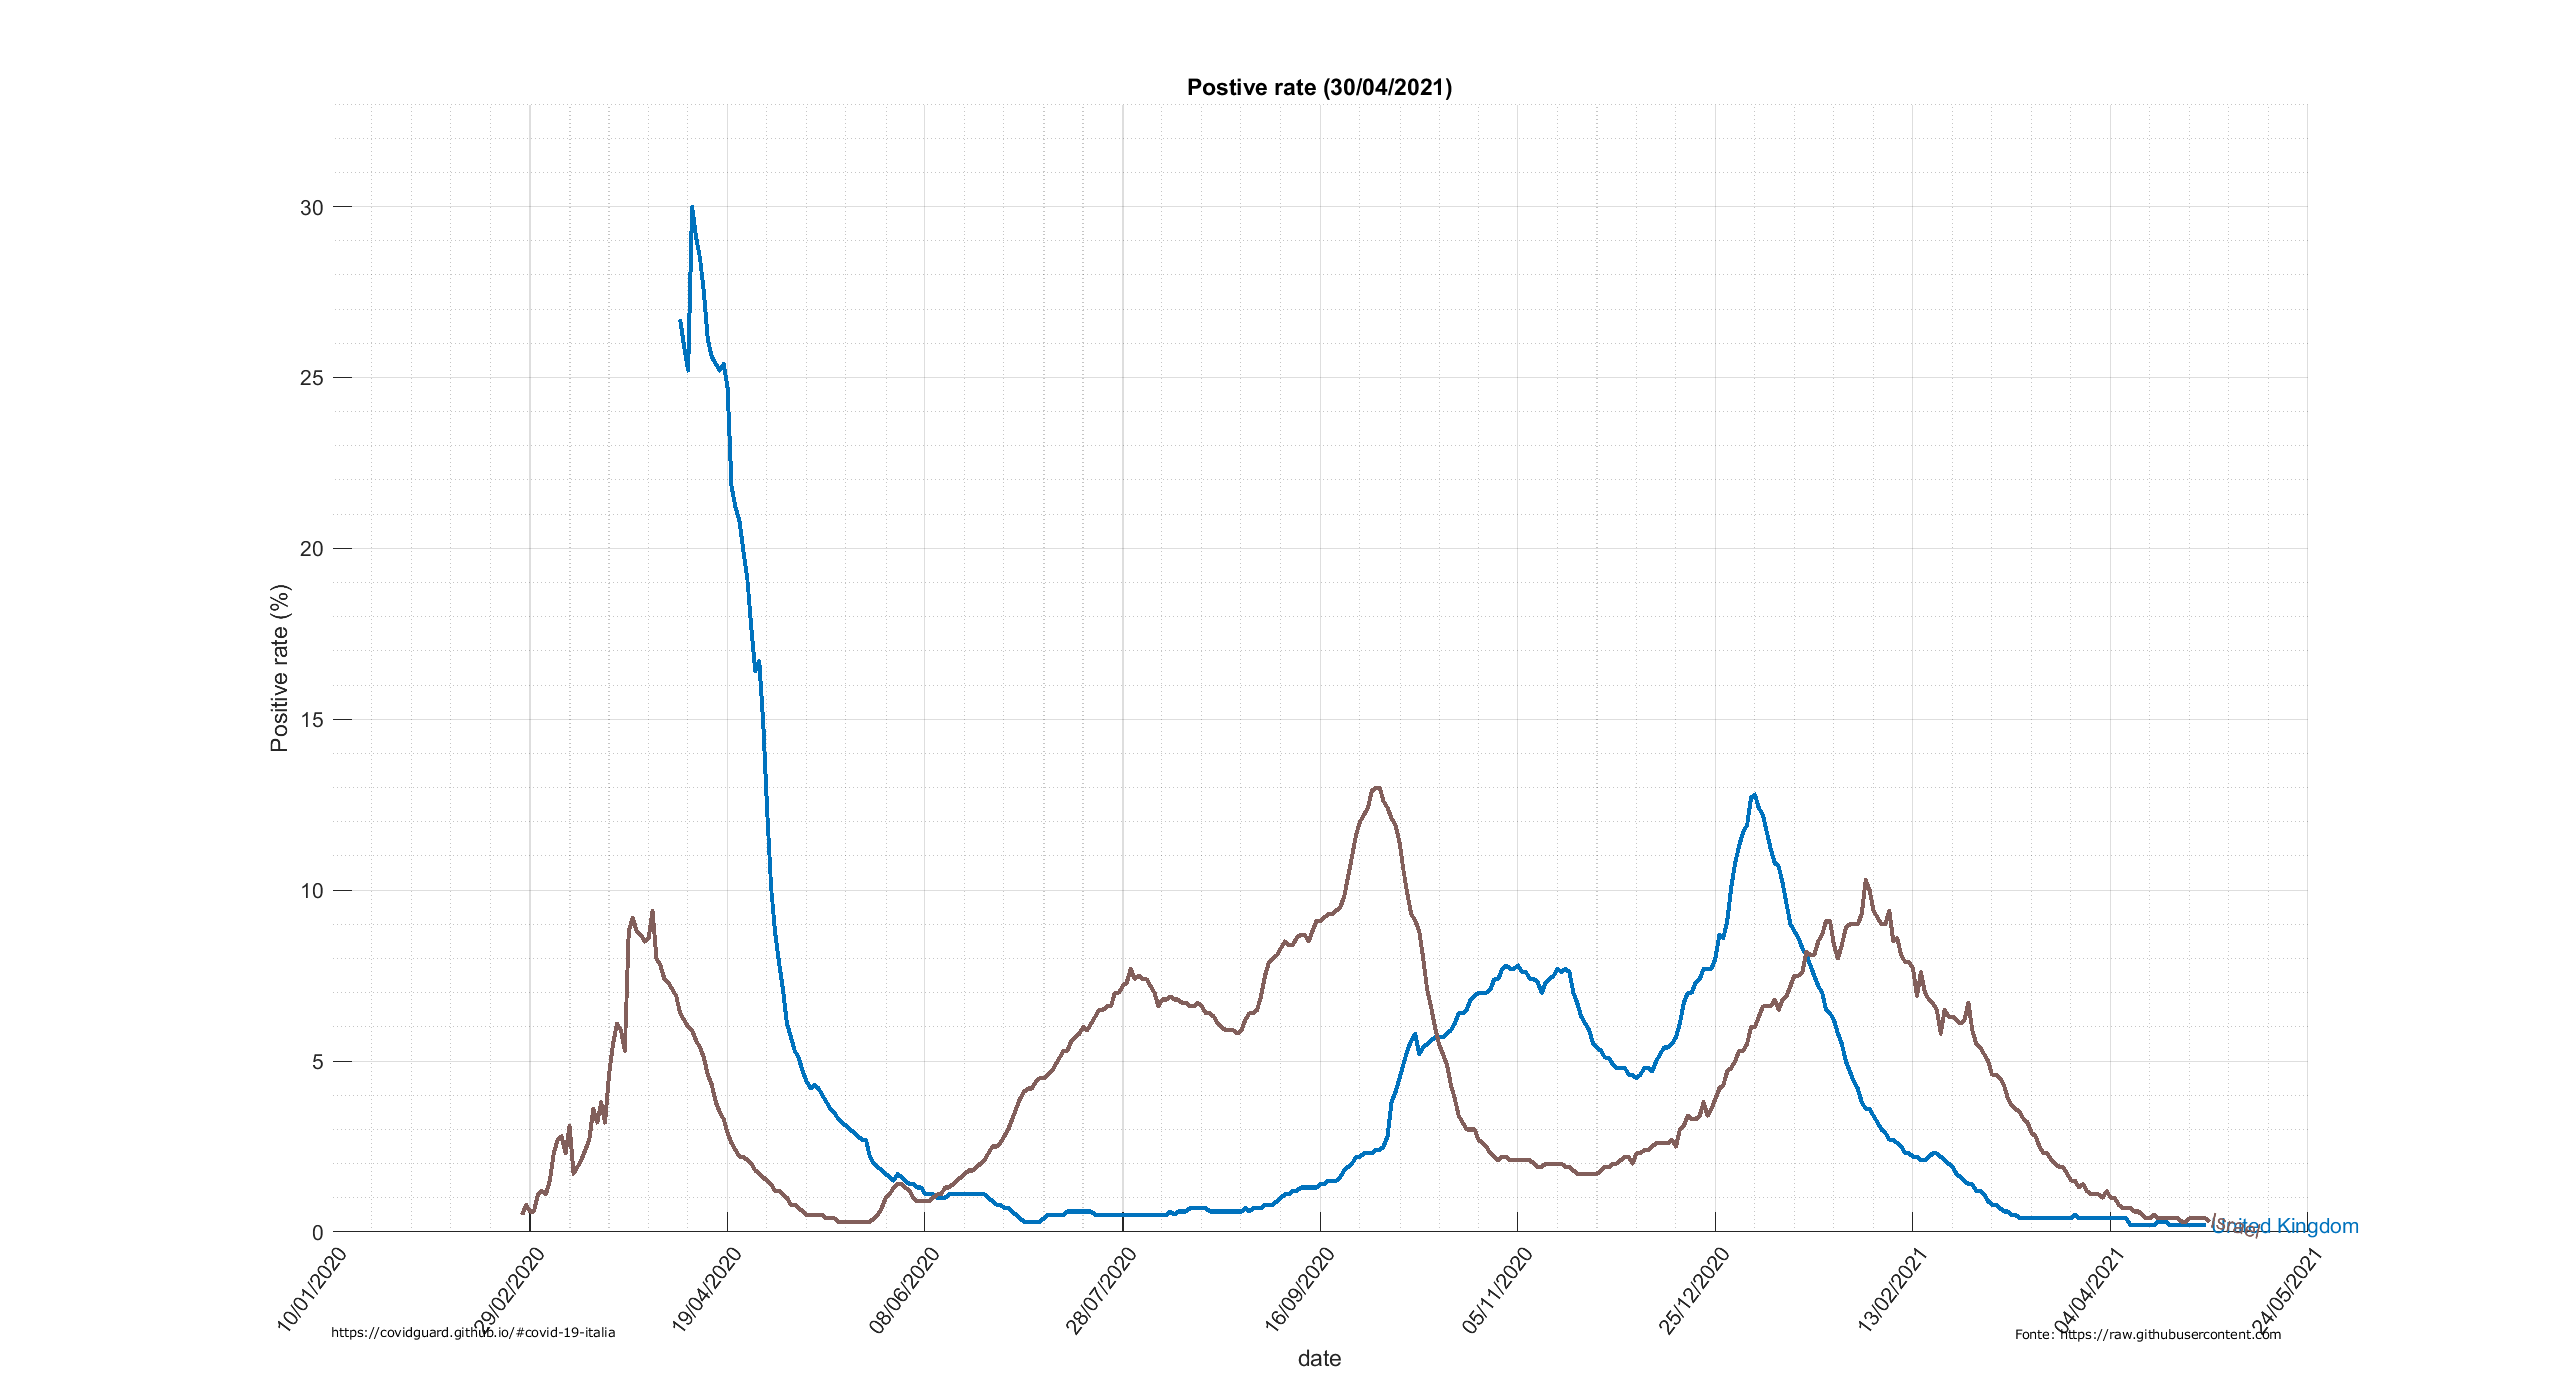 Postive rate (30/04/2021)
Positive rate (%)
30
25
20
15
10
5
0
10/01/2020
29/02/2020
19/04/2020
08/06/2020
28/07/2020
16/09/2020
05/11/2020
25/12/2020
13/02/2021
04/04/2021
24/05/2021
Israel
United Kingdom
https://covidguard.github.io/#covid-19-italia
Fonte: https://raw.githubusercontent.com
date